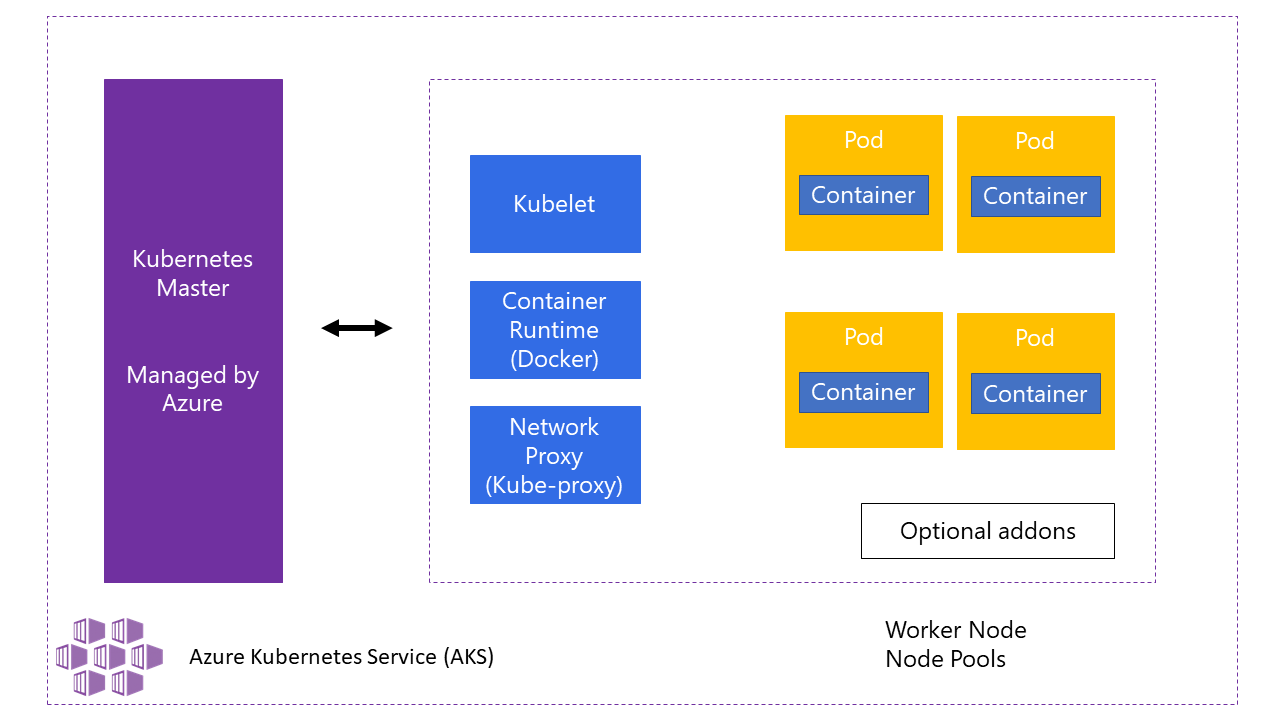 Kubernetes
Master
Managed by
Azure
Kubelet
Container
Runtime
(Docker)
Network
Proxy
(Kube-proxy)
Pod
Container
Pod
Container
Pod
Container
Pod
Container
Optional addons
Azure Kubernetes Service (AKS)
Worker Node
Node Pools